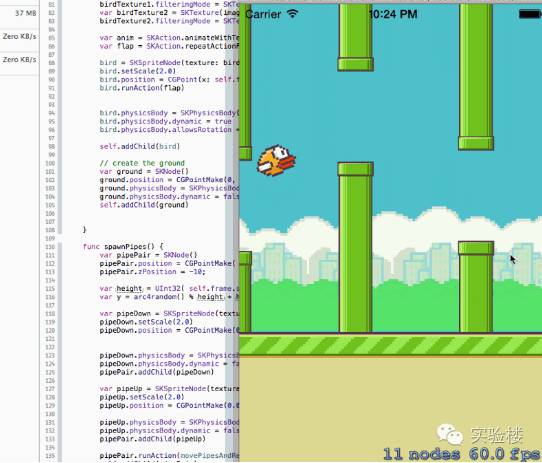 37 MB
Zero KB/s
Zero KB/s
81 birdTexture1.filteringMode = SKTe
82 var birdTexture2 = SKTexture(imag
83 birdTexture2.filteringMode = SKTe
var anim = SKAction.animateWithTe
var flap = SKAction.repeatActionF
bird = SKSpriteNode(texture: bird
bird.setScale(2.0)
bird.position = CGPoint(x: self.f
bird.runAction(flap)
bird.physicsBody = SKPhysicsBody(
bird.physicsBody.dynamic = true
bird.physicsBody.allowsRotation =
self.addChild(bird)
// create the ground
var ground = SKNode()
ground.position = CGPointMake(0,
ground.physicsBody = SKPhysicsBod
ground.physicsBody.dynamic = fals
self.addChild(ground)
}
func spawnPipes() {
var pipePair = SKNode()
pipePair.position = CGPointMake(
pipePair.zPosition = -10;
var height = UInt32( self.frame.s
var y = arc4random() % height +
var pipeDown = SKSpriteNode(textu
pipeDown.setScale(2.0)
pipeDown.position = CGPointMake(0
pipeDown.physicsBody = SKPhysicsB
pipeDown.physicsBody.dynamic = fa
pipePair.addChild(pipeDown)
var pipeUp = SKSpriteNode(texture
pipeUp.setScale(2.0)
pipeUp.position = CGPointMake(0.0
pipeUp.physicsBody = SKPhysicsBod
pipeUp.physicsBody.dynamic = fals
pipePair.addChild(pipeUp)
pipePair.runAction(movePipesAndRe
Carrier
10:24 PM
实验楼
11 nodes 60.0 fps